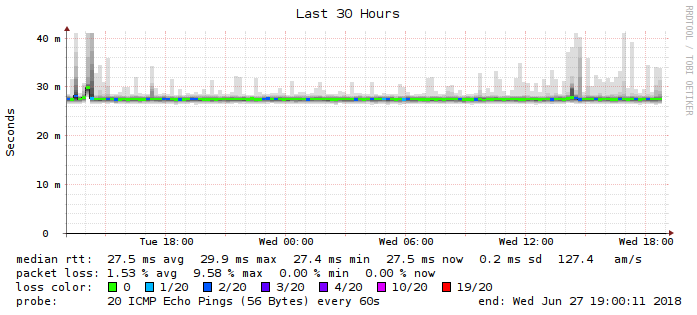 Last 30 Hours
RRDTOOL / TOBI OETIKER
Seconds
40 m
30 m
20 m
10 m
0
Tue 18:00 Wed 00:00 Wed 06:00 Wed 12:00 Wed 18:00
median rtt: 27.5 ms avg 29.9 ms max 27.4 ms min 27.5 ms now 0.2 ms sd 127.4 am/s
packet loss: 1.53 % avg 9.58 % max 0.00 % min 0.00 % now
loss color: 0 1/20 2/20 3/20 4/20 10/20 19/20
probe: 20 ICMP Echo Pings (56 Bytes) every 60s end: Wed Jun 27 19:00:11 2018